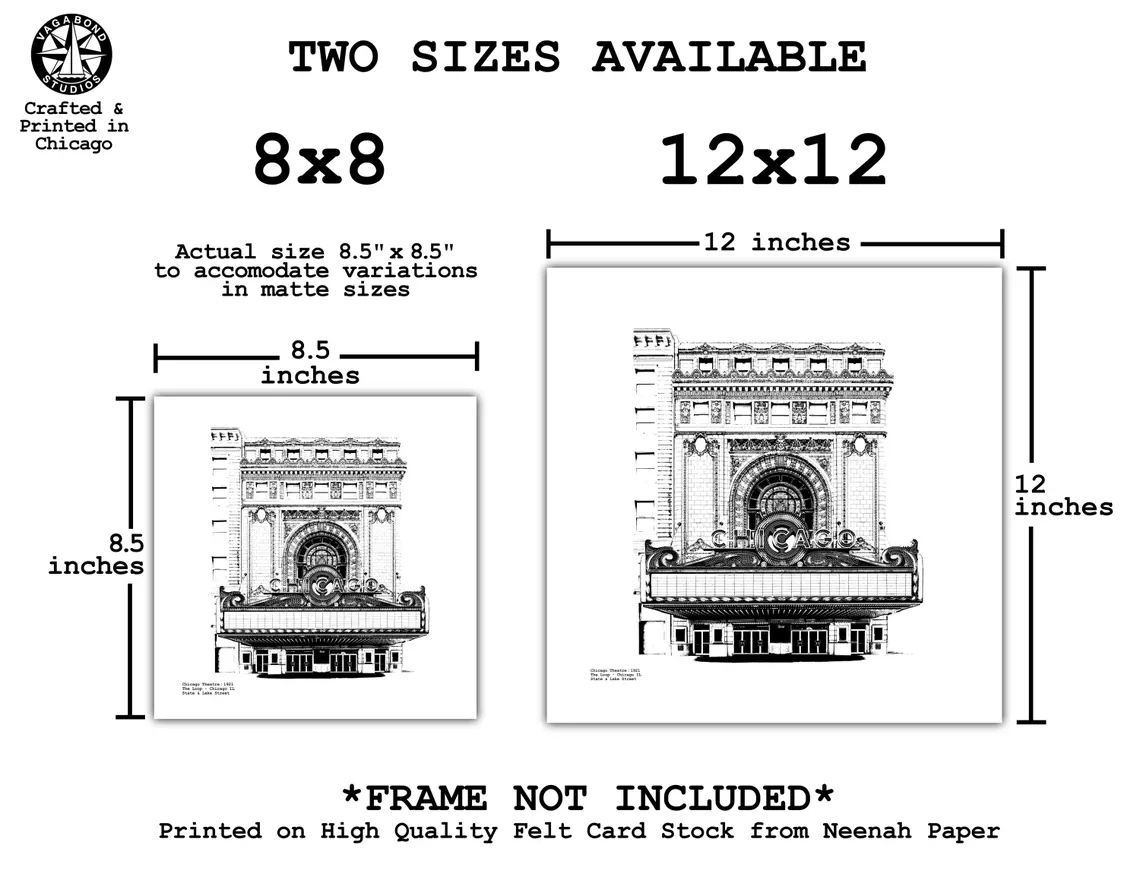 VAGABOND
STUDIOS
Crafted &
Printed in
Chicago
TWO SIZES AVAILABLE
8x8
12x12
Actual size 8.5" x 8.5"
to accomodate variations
in matte sizes
8.5
inches
8.5
inches
CHICAGO
Chicago Theatre : 1921
The Loop - Chicago IL
State & Lake Street
12 inches
12
inches
CHICAGO
Chicago Theatre : 1921
The Loop - Chicago IL
State & Lake Street
*FRAME NOT INCLUDED*
Printed on High Quality Felt Card Stock from Neenah Paper